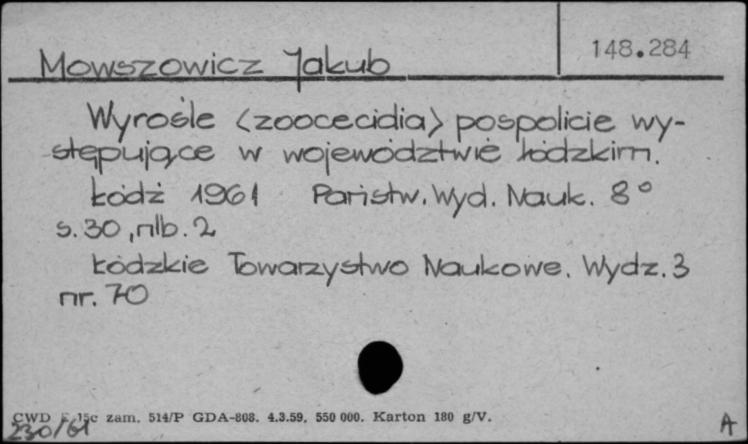 148.284
Mowszowicz Jakub
Wyrośle <zoocecidia> pospolicie wy-
stępujące w województwie łódzkim.
Łódź 1961 Państw. Wyd. Nauk. 8°
s. 30, nlb. 2
Łódzkie Towarzystwo Naukowe. Wydz. 3
nr. 70
CWD 15c zam. 514/P GDA-808. 4.3.59. 550 000. Karton 180 g/V.
230/61
A